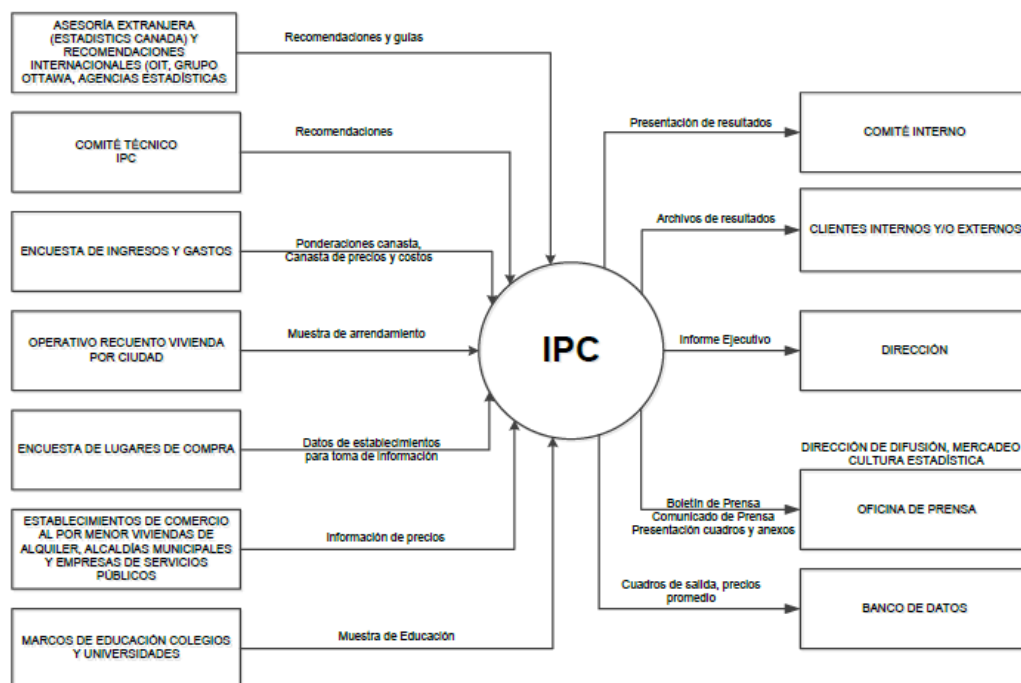 ASESORÍA EXTRANJERA
(ESTADISTICS CANADA) Y
RECOMENDACIONES
INTERNACIONALES (OIT, GRUPO
OTTAWA, AGENCIAS ESTADÍSTICAS
Recomendaciones y guías
COMITÉ TÉCNICO
IPC
Recomendaciones
ENCUESTA DE INGRESOS Y GASTOS
Ponderaciones canasta,
Canasta de precios y costos
OPERATIVO RECUENTO VIVIENDA
POR CIUDAD
Muestra de arrendamiento
ENCUESTA DE LUGARES DE COMPRA
Datos de establecimientos
para toma de información
ESTABLECIMIENTOS DE COMERCIO
AL POR MENOR VIVIENDAS DE
ALQUILER, ALCALDÍAS MUNICIPALES
Y EMPRESAS DE SERVICIOS
PÚBLICOS
Información de precios
MARCOS DE EDUCACIÓN COLEGIOS
Y UNIVERSIDADES
Muestra de Educación
IPC
Presentación de resultados
COMITÉ INTERNO
Archivos de resultados
CLIENTES INTERNOS Y/O EXTERNOS
Informe Ejecutivo
DIRECCIÓN
DIRECCIÓN DE DIFUSIÓN, MERCADEO
CULTURA ESTADÍSTICA
Boletín de Prensa
Comunicado de Prensa
Presentación cuadros y anexos
OFICINA DE PRENSA
Cuadros de salida, precios
promedio
BANCO DE DATOS